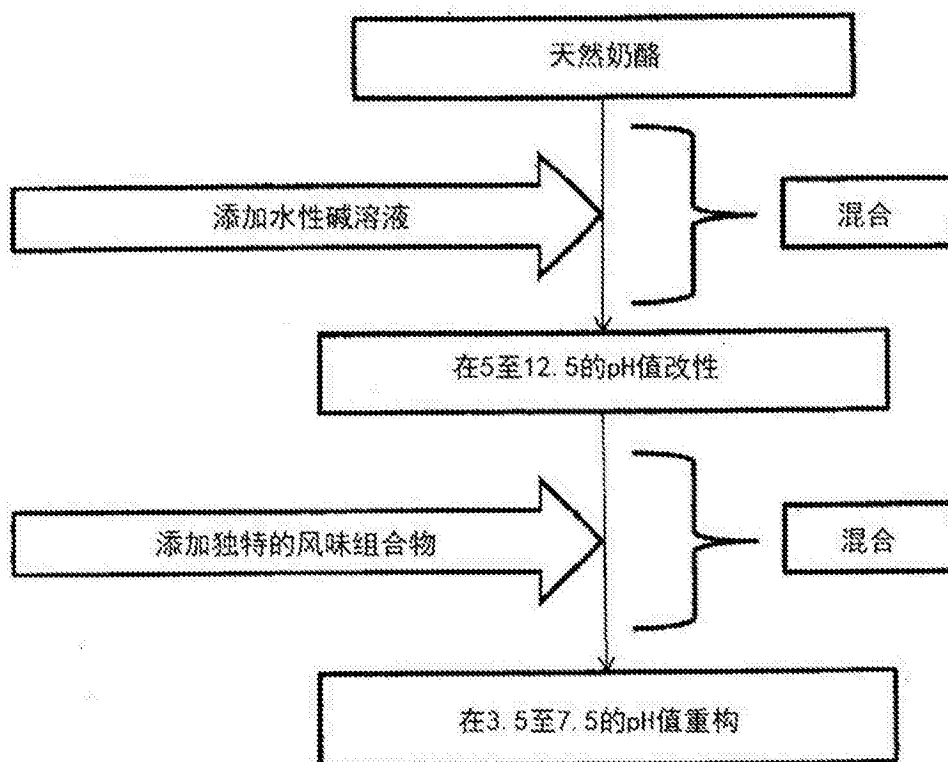 天然奶酪
添加水性碱溶液
混合
在5至12.5的pH值改性
添加独特的风味组合物
混合
在3.5至7.5的pH值重构